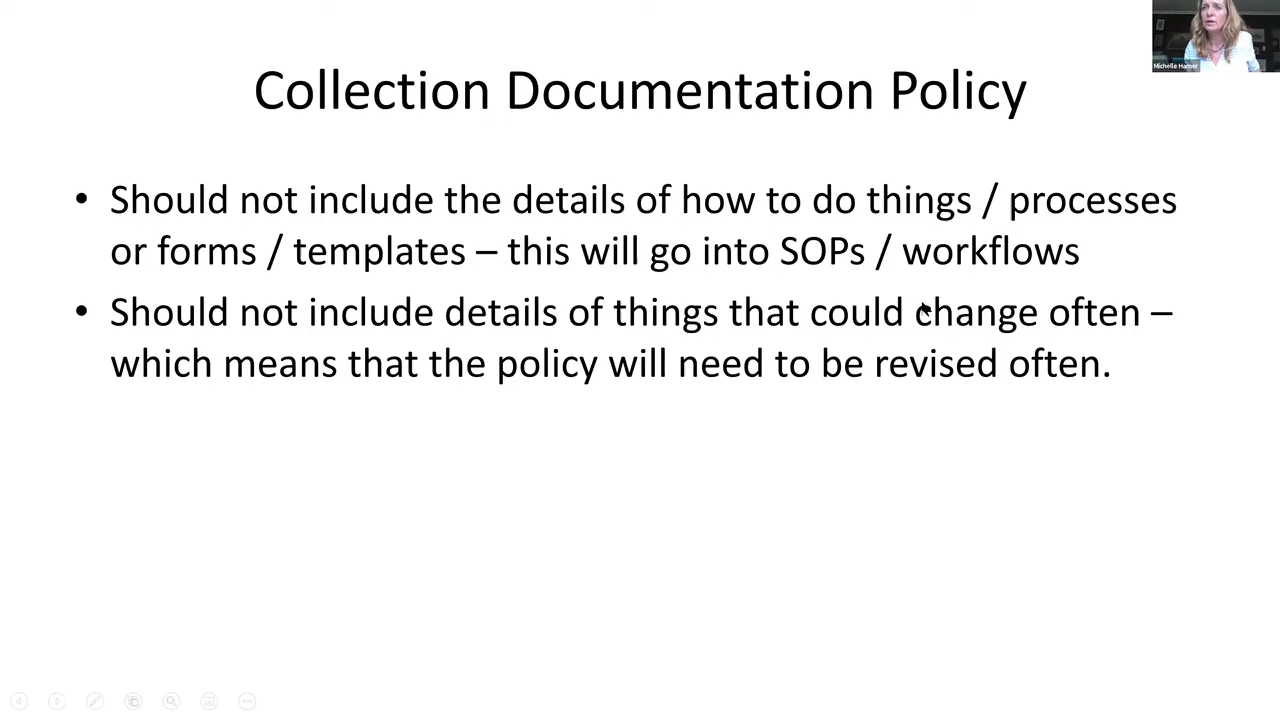 Collection Documentation Policy
• Should not include the details of how to do things / processes
or forms / templates – this will go into SOPs / workflows
• Should not include details of things that could change often –
which means that the policy will need to be revised often.
Michelle Hamer